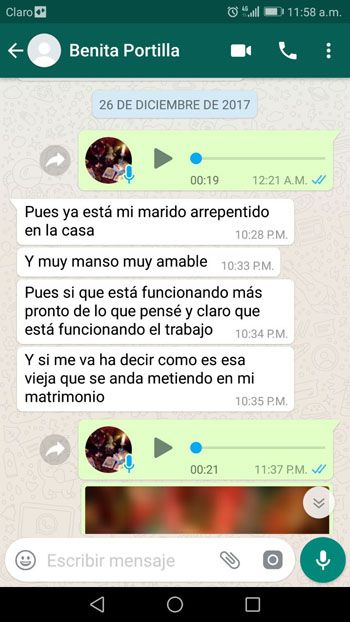 Claro
4G
11:58 a.m.
Benita Portilla
26 DE DICIEMBRE DE 2017
00:19 12:21 A.M.
Pues ya está mi marido arrepentido
en la casa
10:28 P.M.
Y muy manso muy amable 10:33 P.M.
Pues si que está funcionando más
pronto de lo que pensé y claro que
está funcionando el trabajo 10:34 P.M.
Y si me va ha decir como es esa
vieja que se anda metiendo en mi
matrimonio 10:35 P.M.
00:21 11:37 P.M.
Escribir mensaje